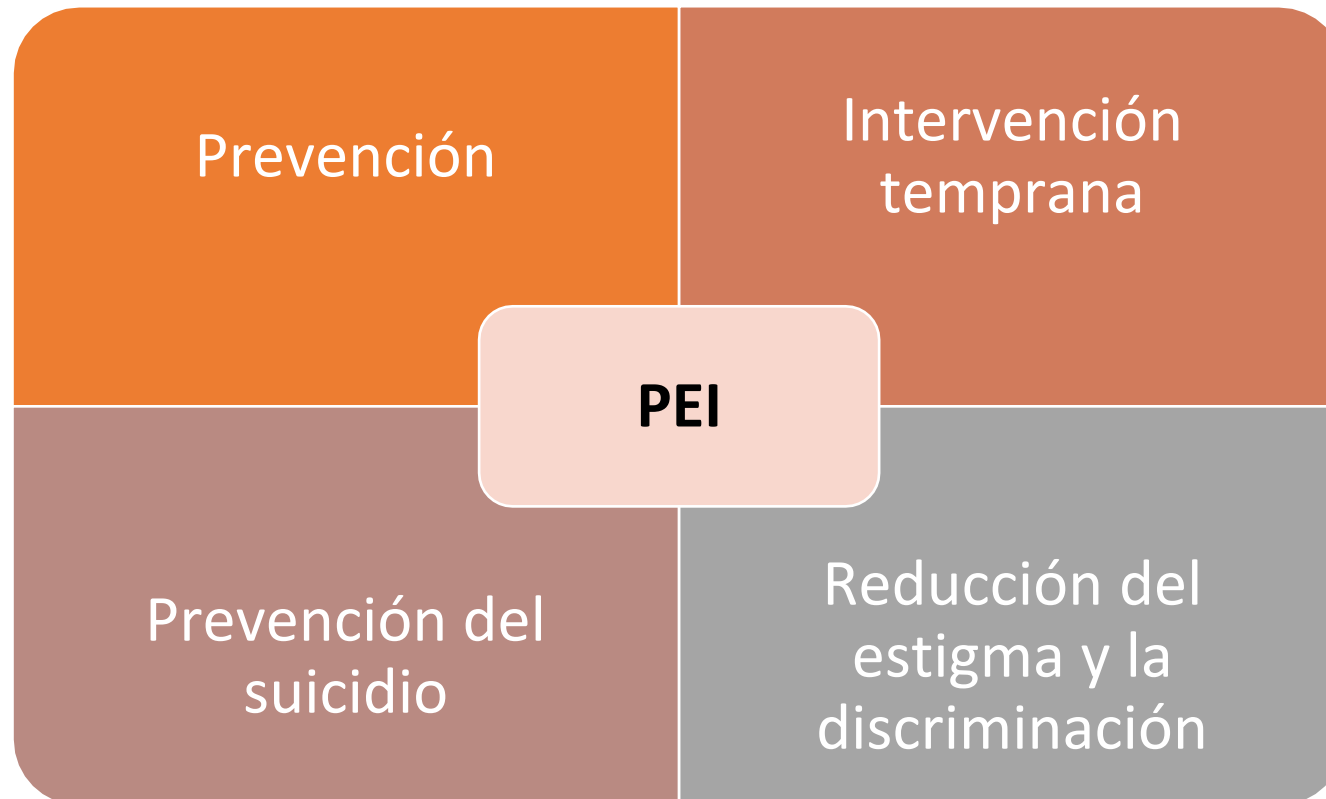 Prevención
Intervención
temprana
PEI
Prevención del
suicidio
Reducción del
estigma y la
discriminación